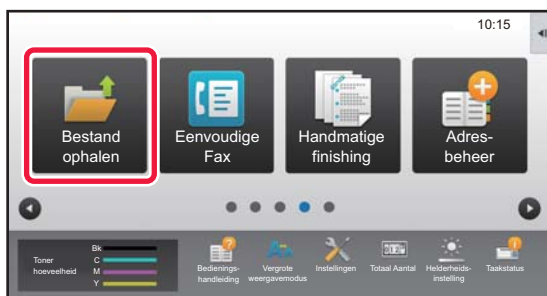 10:15
Bestand
ophalen
Eenvoudige
Fax
Handmatige
finishing
Adres-
beheer
Toner
hoeveelheid
Bk
C
M
Y
Bedienings-
handleiding
Vergrote
weergavemodus
Instellingen
Totaal Aantal
Helderheids-
instelling
Taakstatus